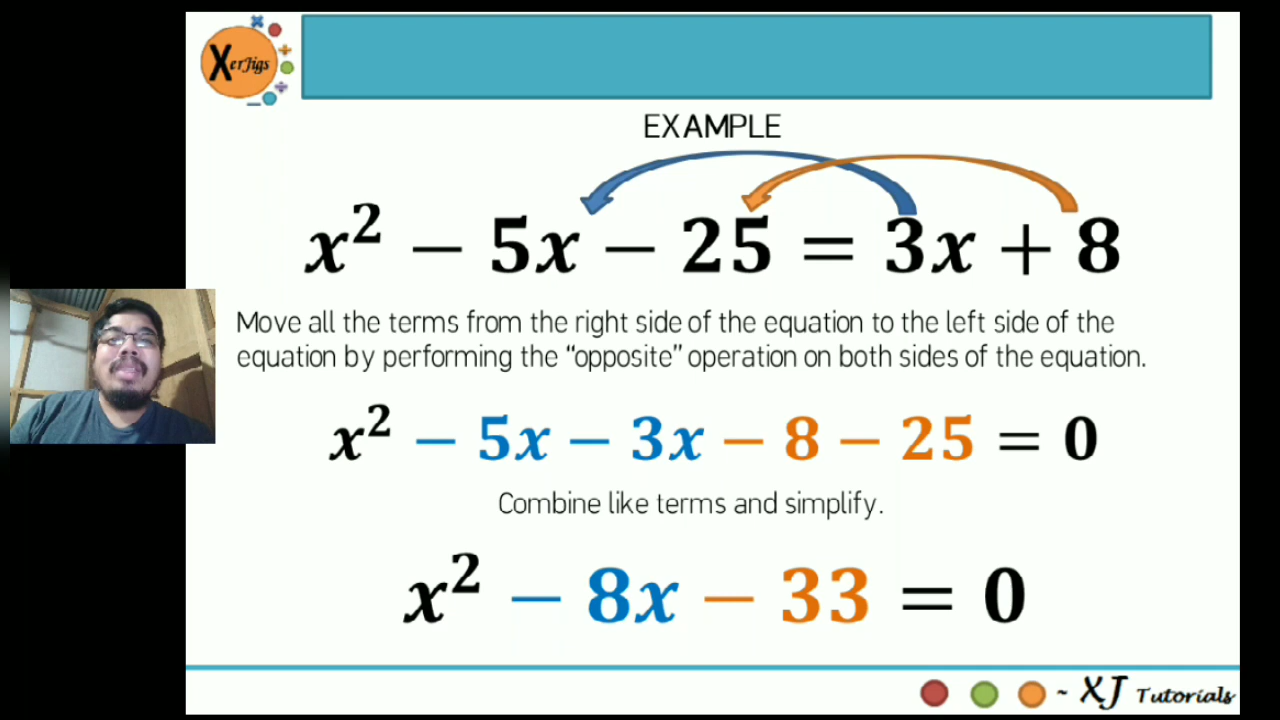 XerJigs
EXAMPLE
x² − 5x − 25 = 3x + 8
Move all the terms from the right side of the equation to the left side of the
equation by performing the “opposite” operation on both sides of the equation.
x² − 5x − 3x − 8 − 25 = 0
Combine like terms and simplify.
x² − 8x − 33 = 0
~ XJ Tutorials